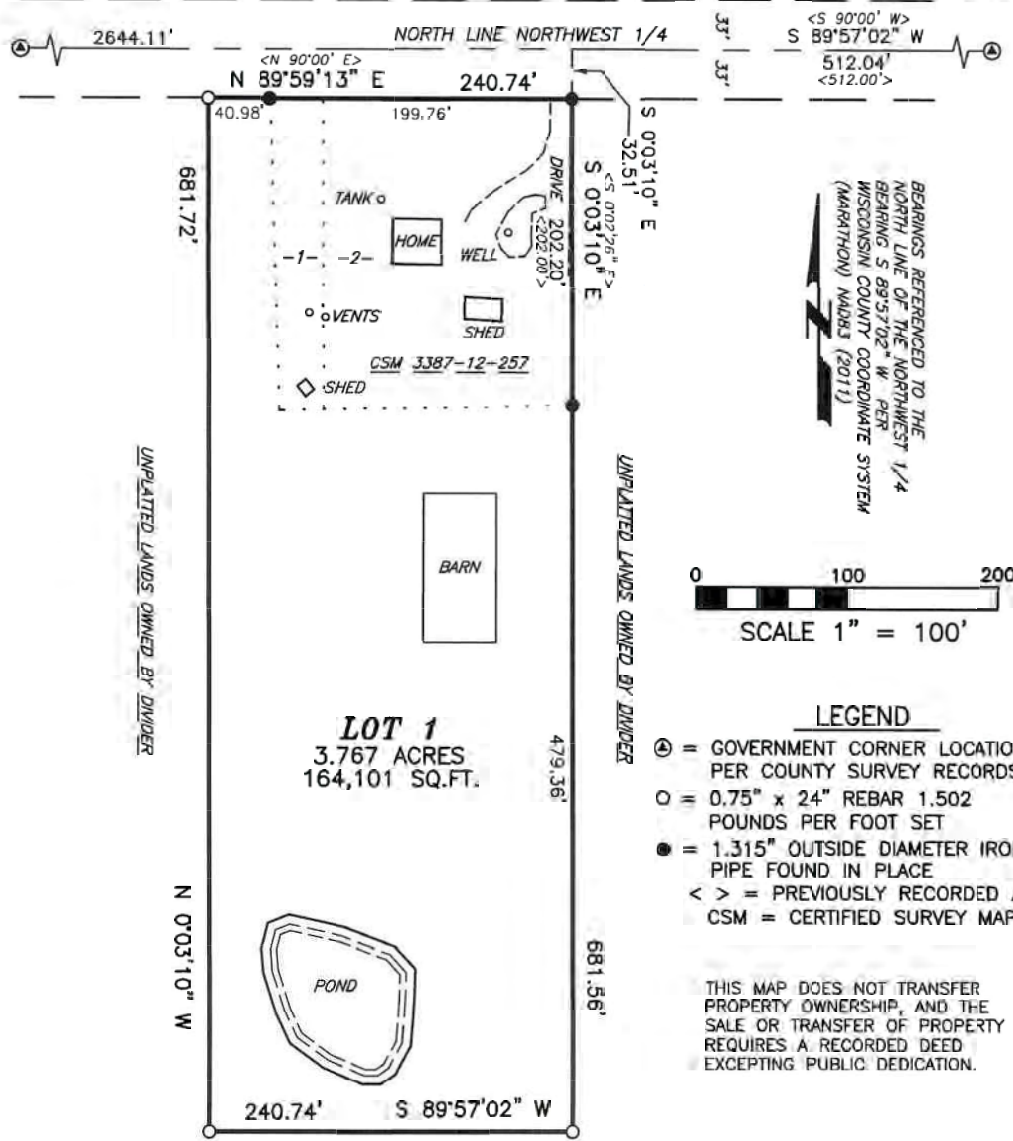 2644.11'
NORTH LINE NORTHWEST 1/4
33'
33'
<S 90°00' W>
S 89°57'02" W
512.04'
<512.00'>
<N 90°00' E>
N 89°59'13" E
240.74'
40.98'
199.76'
S 0°03'10" E
32.51'
681.72'
TANK
HOME
WELL
DRIVE
202.20'
<202.00'>
S 0°03'10" E
<S 0°02'26" E>
-1-
-2-
VENTS
SHED
CSM 3387-12-257
SHED
BEARINGS REFERENCED TO THE
NORTH LINE OF THE NORTHWEST 1/4
BEARING S 89°57'02" W PER
WISCONSIN COUNTY COORDINATE SYSTEM
(MARATHON) NAD83 (2011)
N
UNPLATTED LANDS OWNED BY DIVIDER
BARN
UNPLATTED LANDS OWNED BY DIVIDER
0 100 200
SCALE 1" = 100'
LOT 1
3.767 ACRES
164,101 SQ.FT.
479.36'
LEGEND
= GOVERNMENT CORNER LOCATIO
PER COUNTY SURVEY RECORDS
= 0.75" x 24" REBAR 1.502
POUNDS PER FOOT SET
= 1.315" OUTSIDE DIAMETER IRO
PIPE FOUND IN PLACE
< > = PREVIOUSLY RECORDED
CSM = CERTIFIED SURVEY MAP
N 0°03'10" W
POND
681.56'
THIS MAP DOES NOT TRANSFER
PROPERTY OWNERSHIP, AND THE
SALE OR TRANSFER OF PROPERTY
REQUIRES A RECORDED DEED
EXCEPTING PUBLIC DEDICATION.
240.74'
S 89°57'02" W